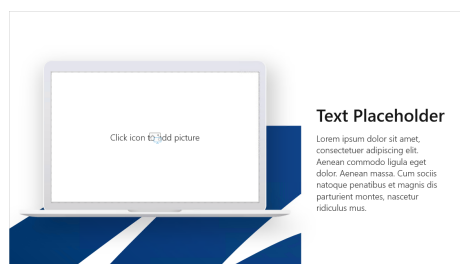 Click icon to add picture
Text Placeholder
Lorem ipsum dolor sit amet,
consectetuer adipiscing elit.
Aenean commodo ligula eget
dolor. Aenean massa. Cum sociis
natoque penatibus et magnis dis
parturient montes, nascetur
ridiculus mus.